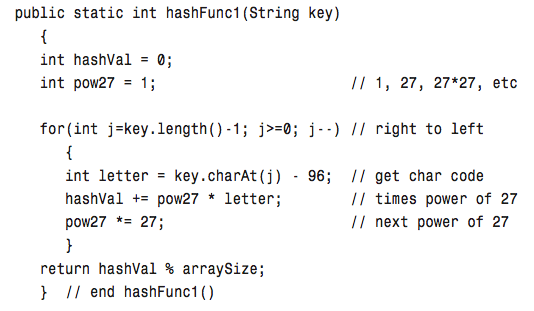 public static int hashFunc1(String key)
{
int hashVal = 0;
int pow27 = 1; // 1, 27, 27*27, etc
for(int j=key.length()-1; j>=0; j--) // right to left
{
int letter = key.charAt(j) - 96; // get char code
hashVal += pow27 * letter; // times power of 27
pow27 *= 27; // next power of 27
}
return hashVal % arraySize;
} // end hashFunc1()